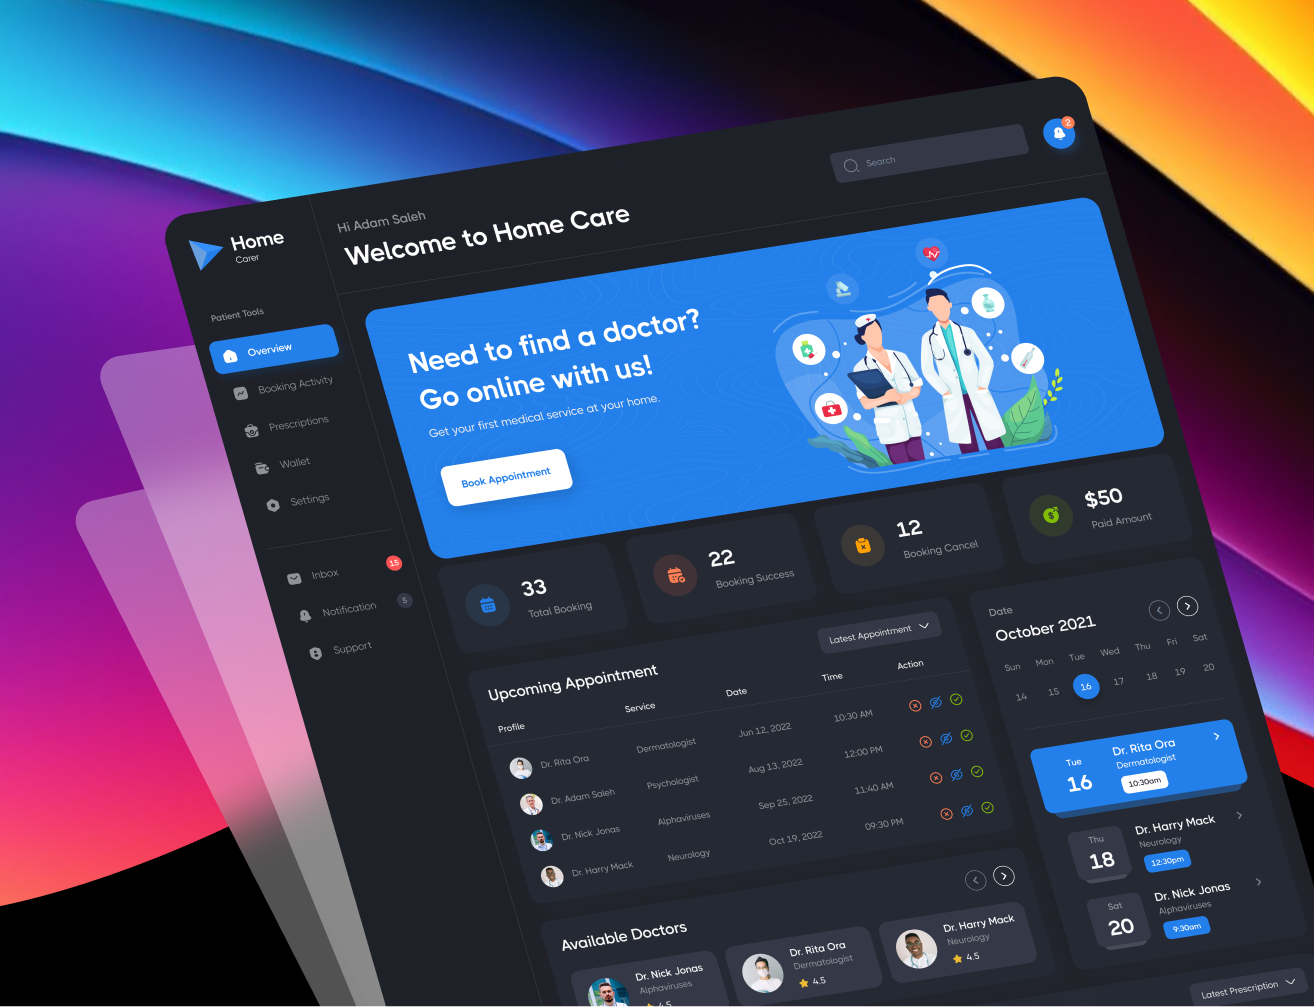 Home
Carer
Hi Adam Saleh
Welcome to Home Care
Search
2
Patient Tools
Overview
Booking Activity
Prescriptions
Wallet
Settings
Inbox
15
Notification
5
Support
Need to find a doctor?
Go online with us!
Get your first medical service at your home.
Book Appointment
33
Total Booking
22
Booking Success
12
Booking Cancel
$50
Paid Amount
Upcoming Appointment
Latest Appointment
Profile Service Date Time Action
Dr. Rita Ora Dermatologist Jun 12, 2022 10:30 AM
Dr. Adam Saleh Psychologist Aug 13, 2022 12:00 PM
Dr. Nick Jonas Alphaviruses Sep 25, 2022 11:40 AM
Dr. Harry Mack Neurology Oct 19, 2022 09:30 PM
Available Doctors
Dr. Nick Jonas
Alphaviruses
4.5
Dr. Rita Ora
Dermatologist
4.5
Dr. Harry Mack
Neurology
4.5
Date
October 2021
Sun Mon Tue Wed Thu Fri Sat
14 15 16 17 18 19 20
Tue
16
Dr. Rita Ora
Dermatologist
10:30am
Thu
18
Dr. Harry Mack
Neurology
12:30pm
Sat
20
Dr. Nick Jonas
Alphaviruses
9:30am
Latest Prescription